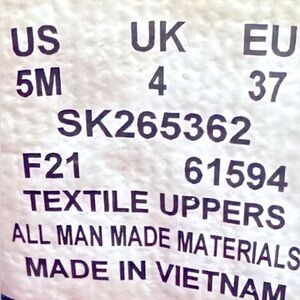 US UK EU
5M 4 37
SK265362
F21 61594
TEXTILE UPPERS
ALL MAN MADE MATERIALS
MADE IN VIETNAM